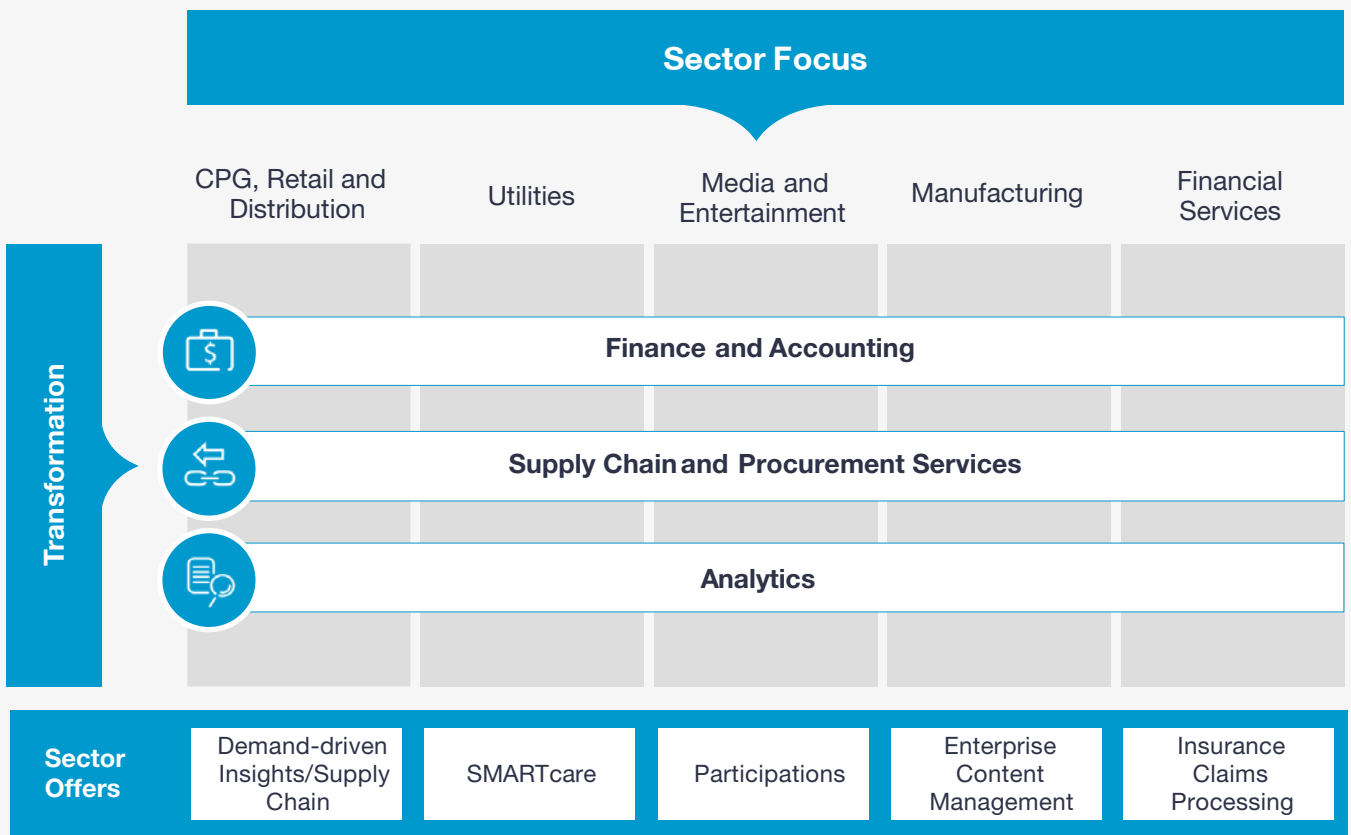 Sector Focus
CPG, Retail and
Distribution
Utilities
Media and
Entertainment
Manufacturing
Financial
Services
Transformation
$
Finance and Accounting
Supply Chain and Procurement Services
Analytics
Sector
Offers
Demand-driven
Insights/Supply
Chain
SMARTcare
Participations
Enterprise
Content
Management
Insurance
Claims
Processing